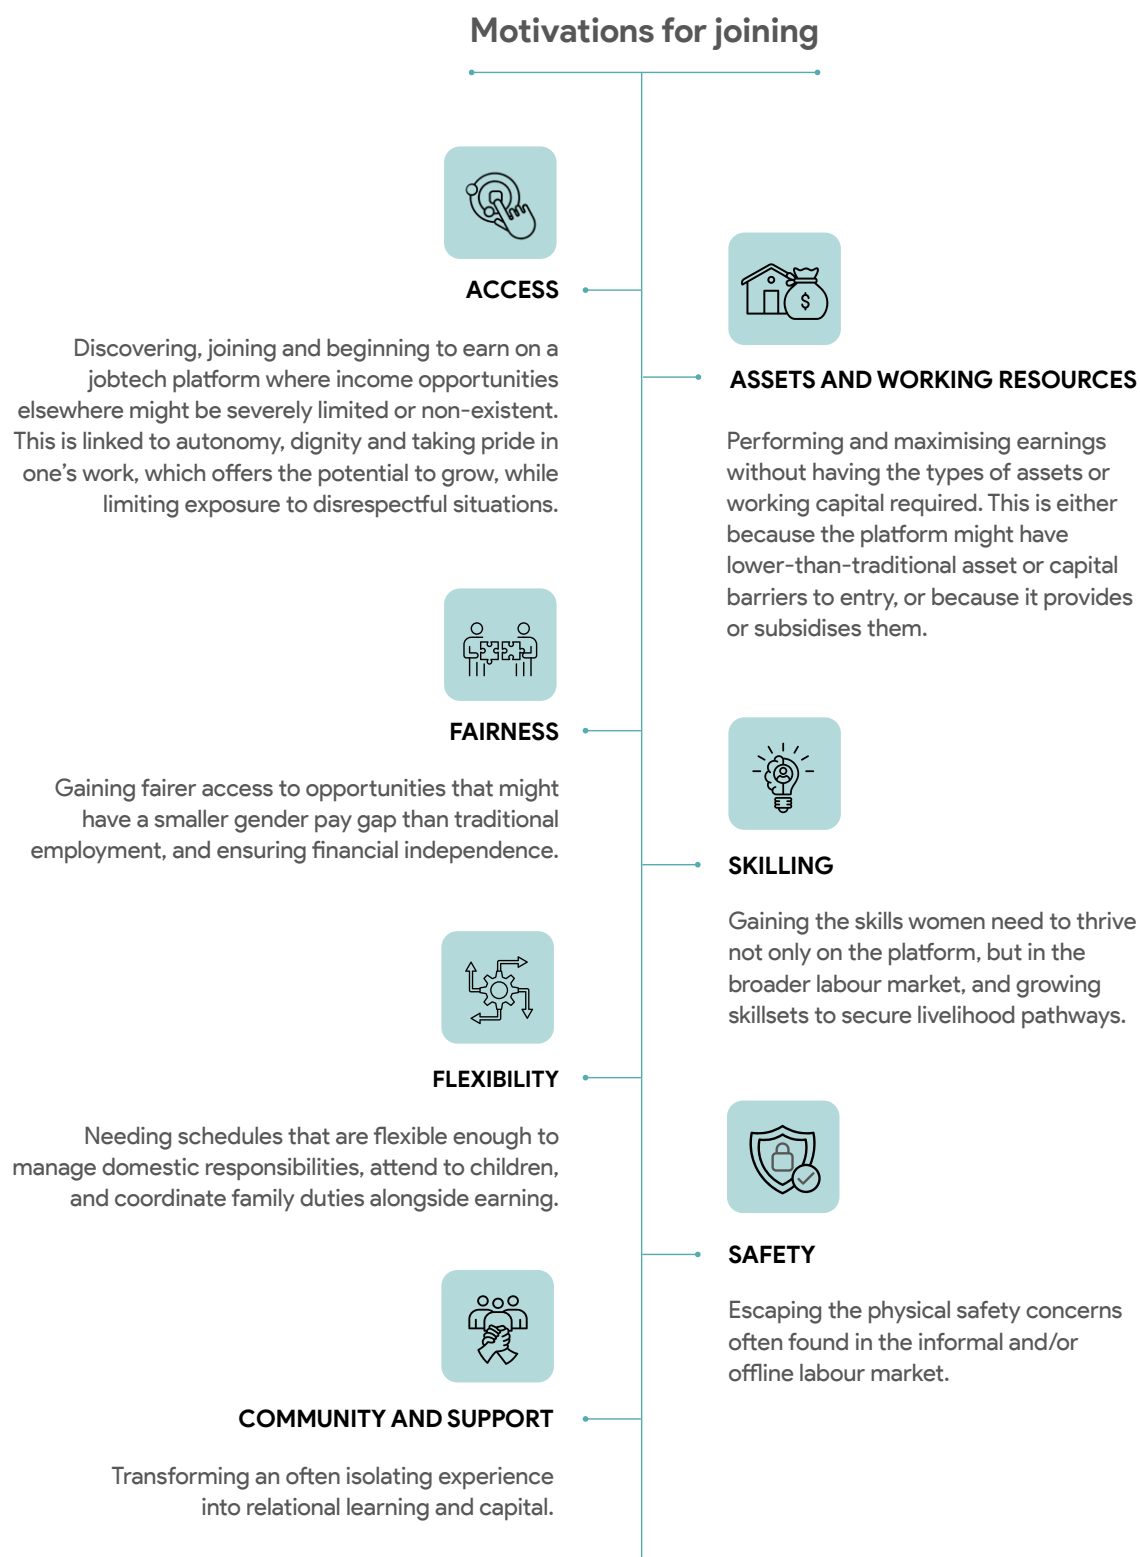 Motivations for joining
ACCESS
Discovering, joining and beginning to earn on a
jobtech platform where income opportunities
elsewhere might be severely limited or non-existent.
This is linked to autonomy, dignity and taking pride in
one's work, which offers the potential to grow, while
limiting exposure to disrespectful situations.
$
ASSETS AND WORKING RESOURCES
Performing and maximising earnings
without having the types of assets or
working capital required. This is either
because the platform might have
lower-than-traditional asset or capital
barriers to entry, or because it provides
or subsidises them.
FAIRNESS
Gaining fairer access to opportunities that might
have a smaller gender pay gap than traditional
employment, and ensuring financial independence.
SKILLING
Gaining the skills women need to thrive
not only on the platform, but in the
broader labour market, and growing
skillsets to secure livelihood pathways.
FLEXIBILITY
Needing schedules that are flexible enough to
manage domestic responsibilities, attend to children,
and coordinate family duties alongside earning.
SAFETY
Escaping the physical safety concerns
often found in the informal and/or
offline labour market.
COMMUNITY AND SUPPORT
Transforming an often isolating experience
into relational learning and capital.